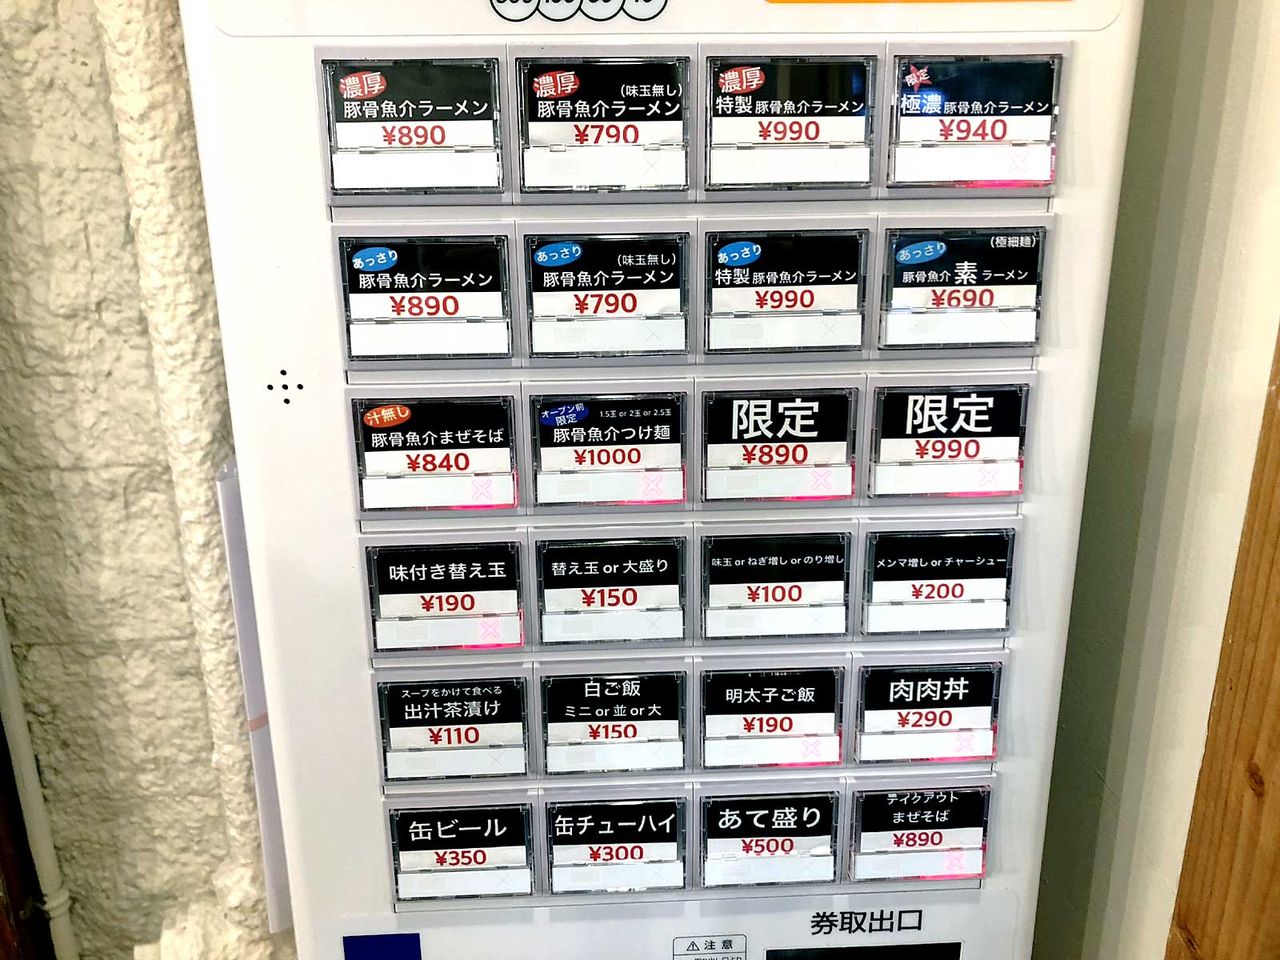 濃厚
豚骨魚介ラーメン
¥890
濃厚
(味玉無し)
豚骨魚介ラーメン
¥790
濃厚
特製豚骨魚介ラーメン
¥990
限定
極濃豚骨魚介ラーメン
¥940
あっさり
豚骨魚介ラーメン
¥890
あっさり
(味玉無し)
豚骨魚介ラーメン
¥790
あっさり
特製豚骨魚介ラーメン
¥990
あっさり
(極細麺)
豚骨魚介 素 ラーメン
¥690
汁無し
豚骨魚介まぜそば
¥840
オープン前
限定
1.5玉 or 2玉 or 2.5玉
豚骨魚介つけ麺
¥1000
限定
¥890
限定
¥990
味付き替え玉
¥190
替え玉 or 大盛り
¥150
味玉 or ねぎ増し or のり増し
¥100
メンマ増し or チャーシュー
¥200
スープをかけて食べる
出汁茶漬け
¥110
白ご飯
ミニ or 並 or 大
¥150
明太子ご飯
¥190
肉肉丼
¥290
缶ビール
¥350
缶チューハイ
¥300
あて盛り
¥500
テイクアウト
まぜそば
¥890
券取出口
注意